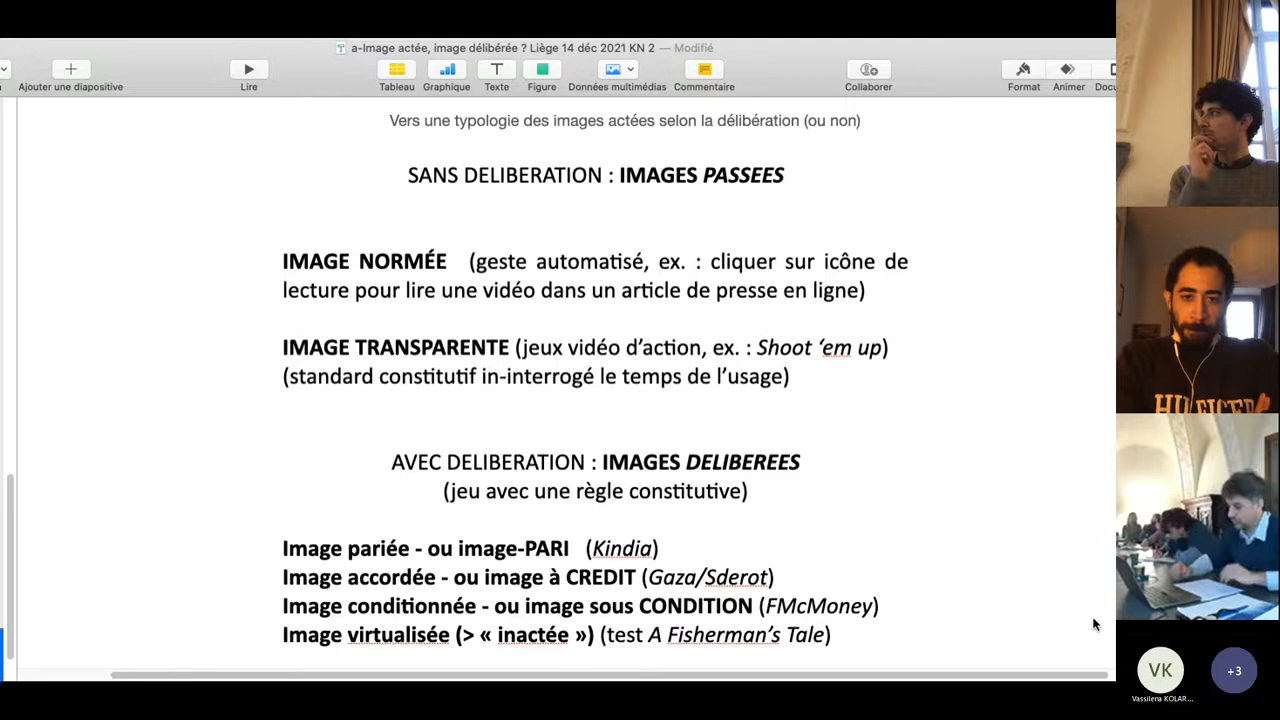 a-Image actée, image délibérée ? Liège 14 déc 2021 KN 2 — Modifié
Ajouter une diapositive
Lire
Tableau
Graphique
Texte
Figure
Données multimédias
Commentaire
Collaborer
Format
Animer
Vers une typologie des images actées selon la délibération (ou non)
SANS DELIBERATION : IMAGES PASSEES
IMAGE NORMÉE (geste automatisé, ex. : cliquer sur icône de
lecture pour lire une vidéo dans un article de presse en ligne)
IMAGE TRANSPARENTE (jeux vidéo d’action, ex. : Shoot ‘em up)
(standard constitutif in-interrogé le temps de l’usage)
AVEC DELIBERATION : IMAGES DELIBEREES
(jeu avec une règle constitutive)
Image pariée - ou image-PARI (Kindia)
Image accordée - ou image à CREDIT (Gaza/Sderot)
Image conditionnée - ou image sous CONDITION (FMcMoney)
Image virtualisée (> « inactée ») (test A Fisherman’s Tale)
VK
+3
Vassilena KOLAR...